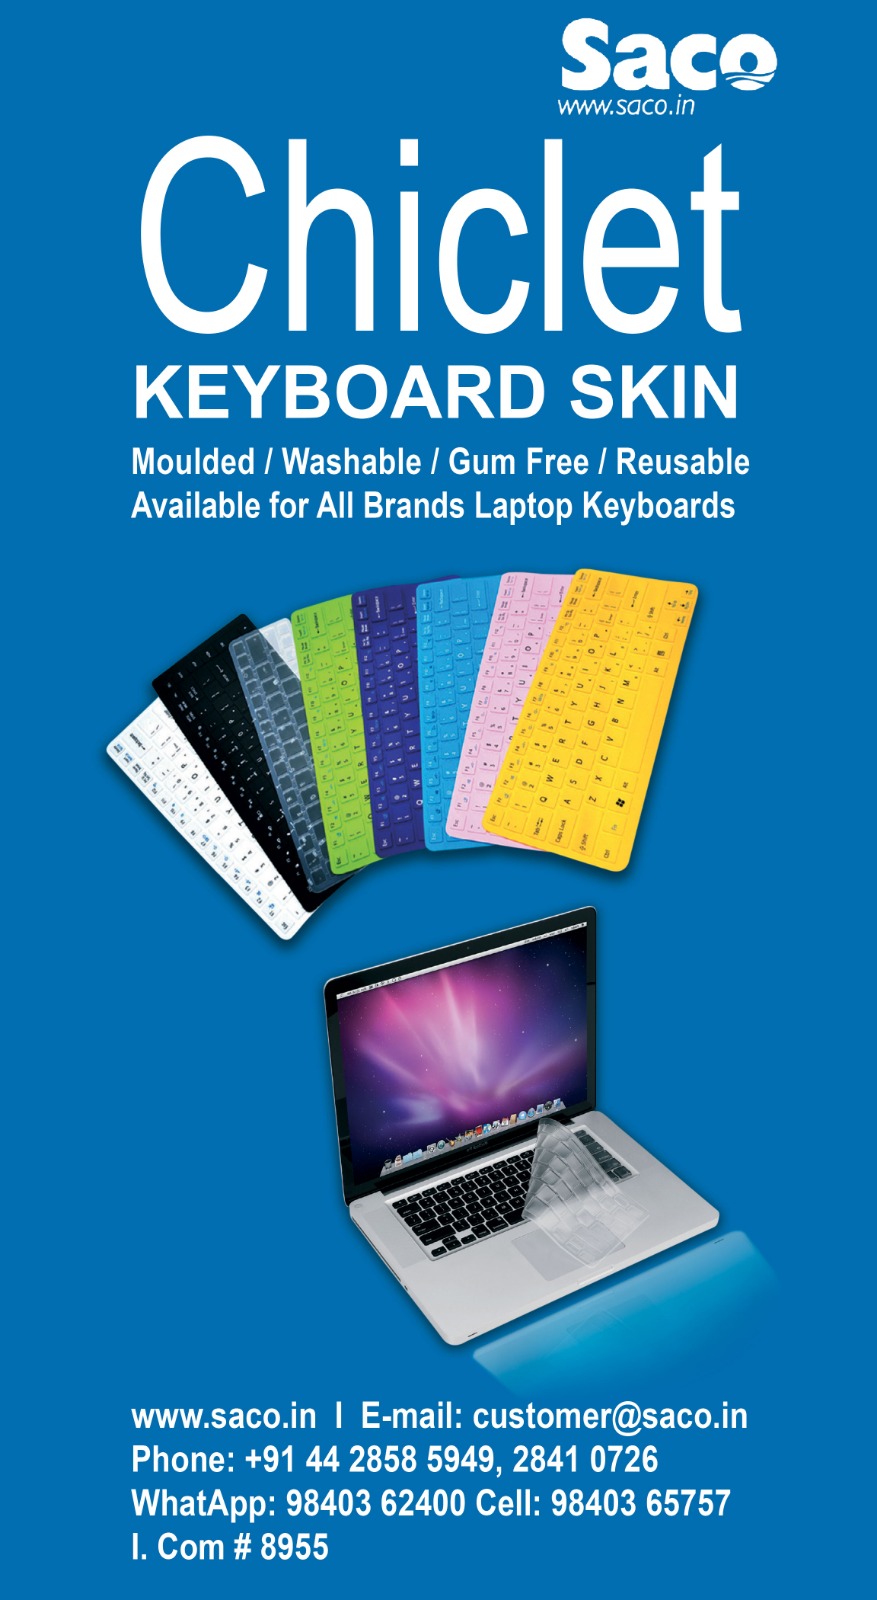 Saco
www.saco.in
Chiclet
KEYBOARD SKIN
Moulded / Washable / Gum Free / Reusable
Available for All Brands Laptop Keyboards
www.saco.in I E-mail: customer@saco.in
Phone: +91 44 2858 5949, 2841 0726
WhatApp: 98403 62400 Cell: 98403 65757
I. Com # 8955